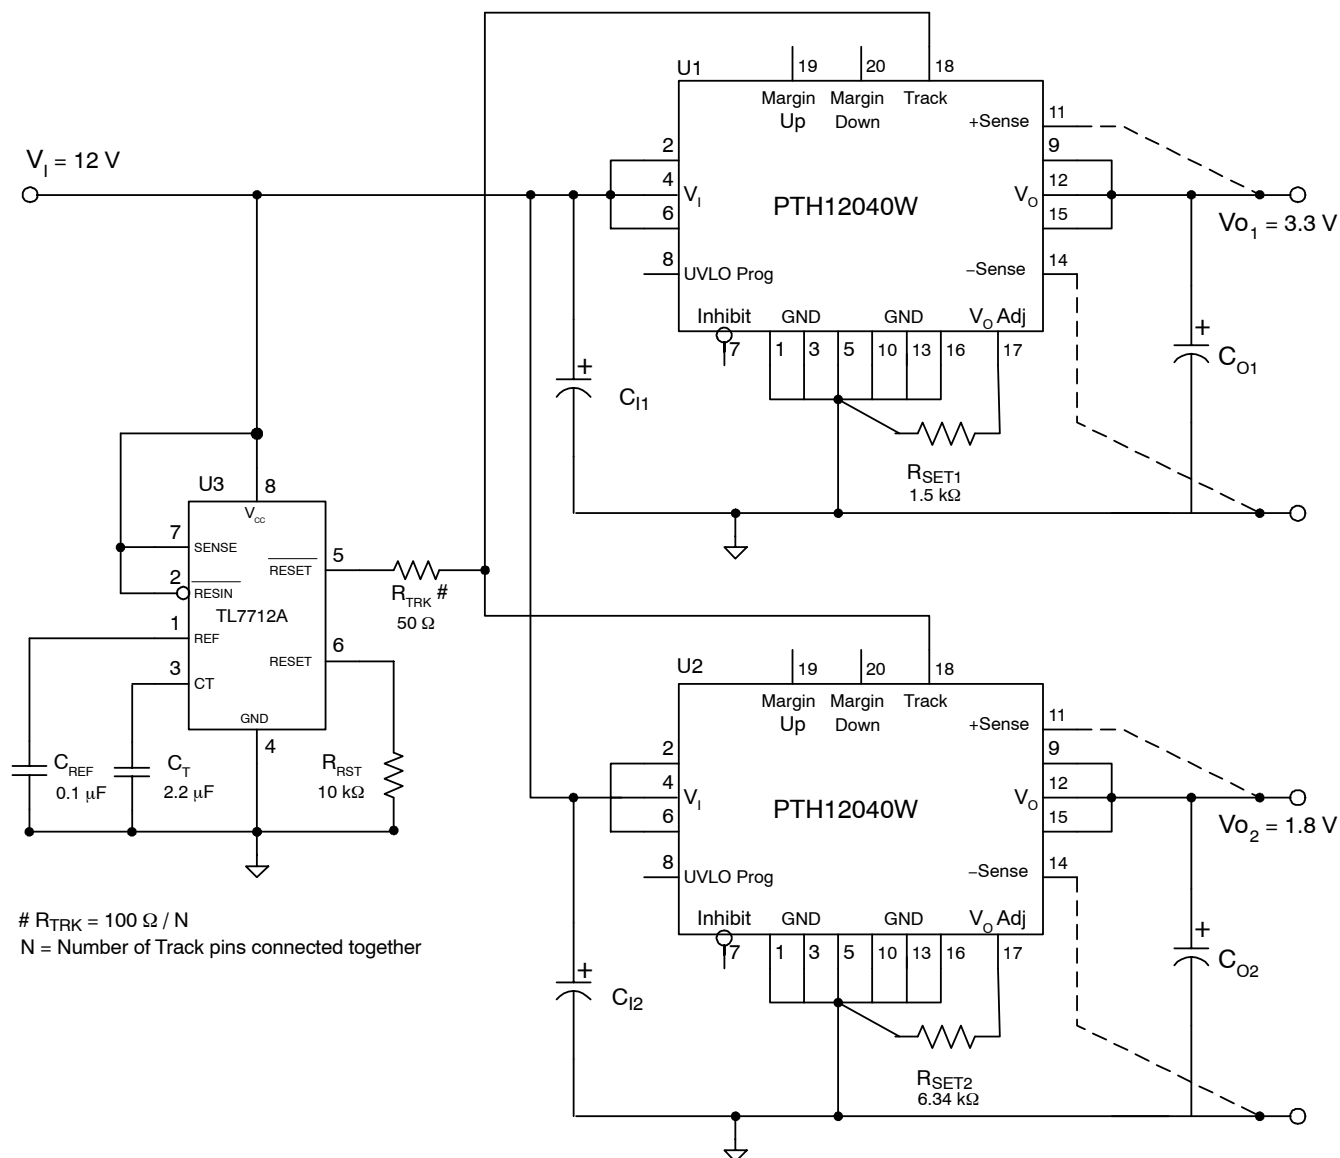 V_I = 12 V
U1
19
20
18
Margin Up
Margin Down
Track
+Sense
11
9
12
15
14
2
4
6
8
V_I
PTH12040W
V_O
UVLO Prog
−Sense
Inhibit
GND
GND
V_O Adj
7
1
3
5
10
13
16
17
Vo_1 = 3.3 V
+
C_I1
+
C_O1
R_SET1
1.5 kΩ
U3
8
V_CC
7
SENSE
RESET
5
2
RESIN
TL7712A
1
REF
RESET
6
3
CT
GND
4
R_TRK #
50 Ω
C_REF
0.1 μF
C_T
2.2 μF
R_RST
10 kΩ
U2
19
20
18
Margin Up
Margin Down
Track
+Sense
11
9
12
15
14
2
4
6
8
V_I
PTH12040W
V_O
UVLO Prog
−Sense
Inhibit
GND
GND
V_O Adj
7
1
3
5
10
13
16
17
Vo_2 = 1.8 V
+
C_I2
+
C_O2
R_SET2
6.34 kΩ
# R_TRK = 100 Ω / N
N = Number of Track pins connected together